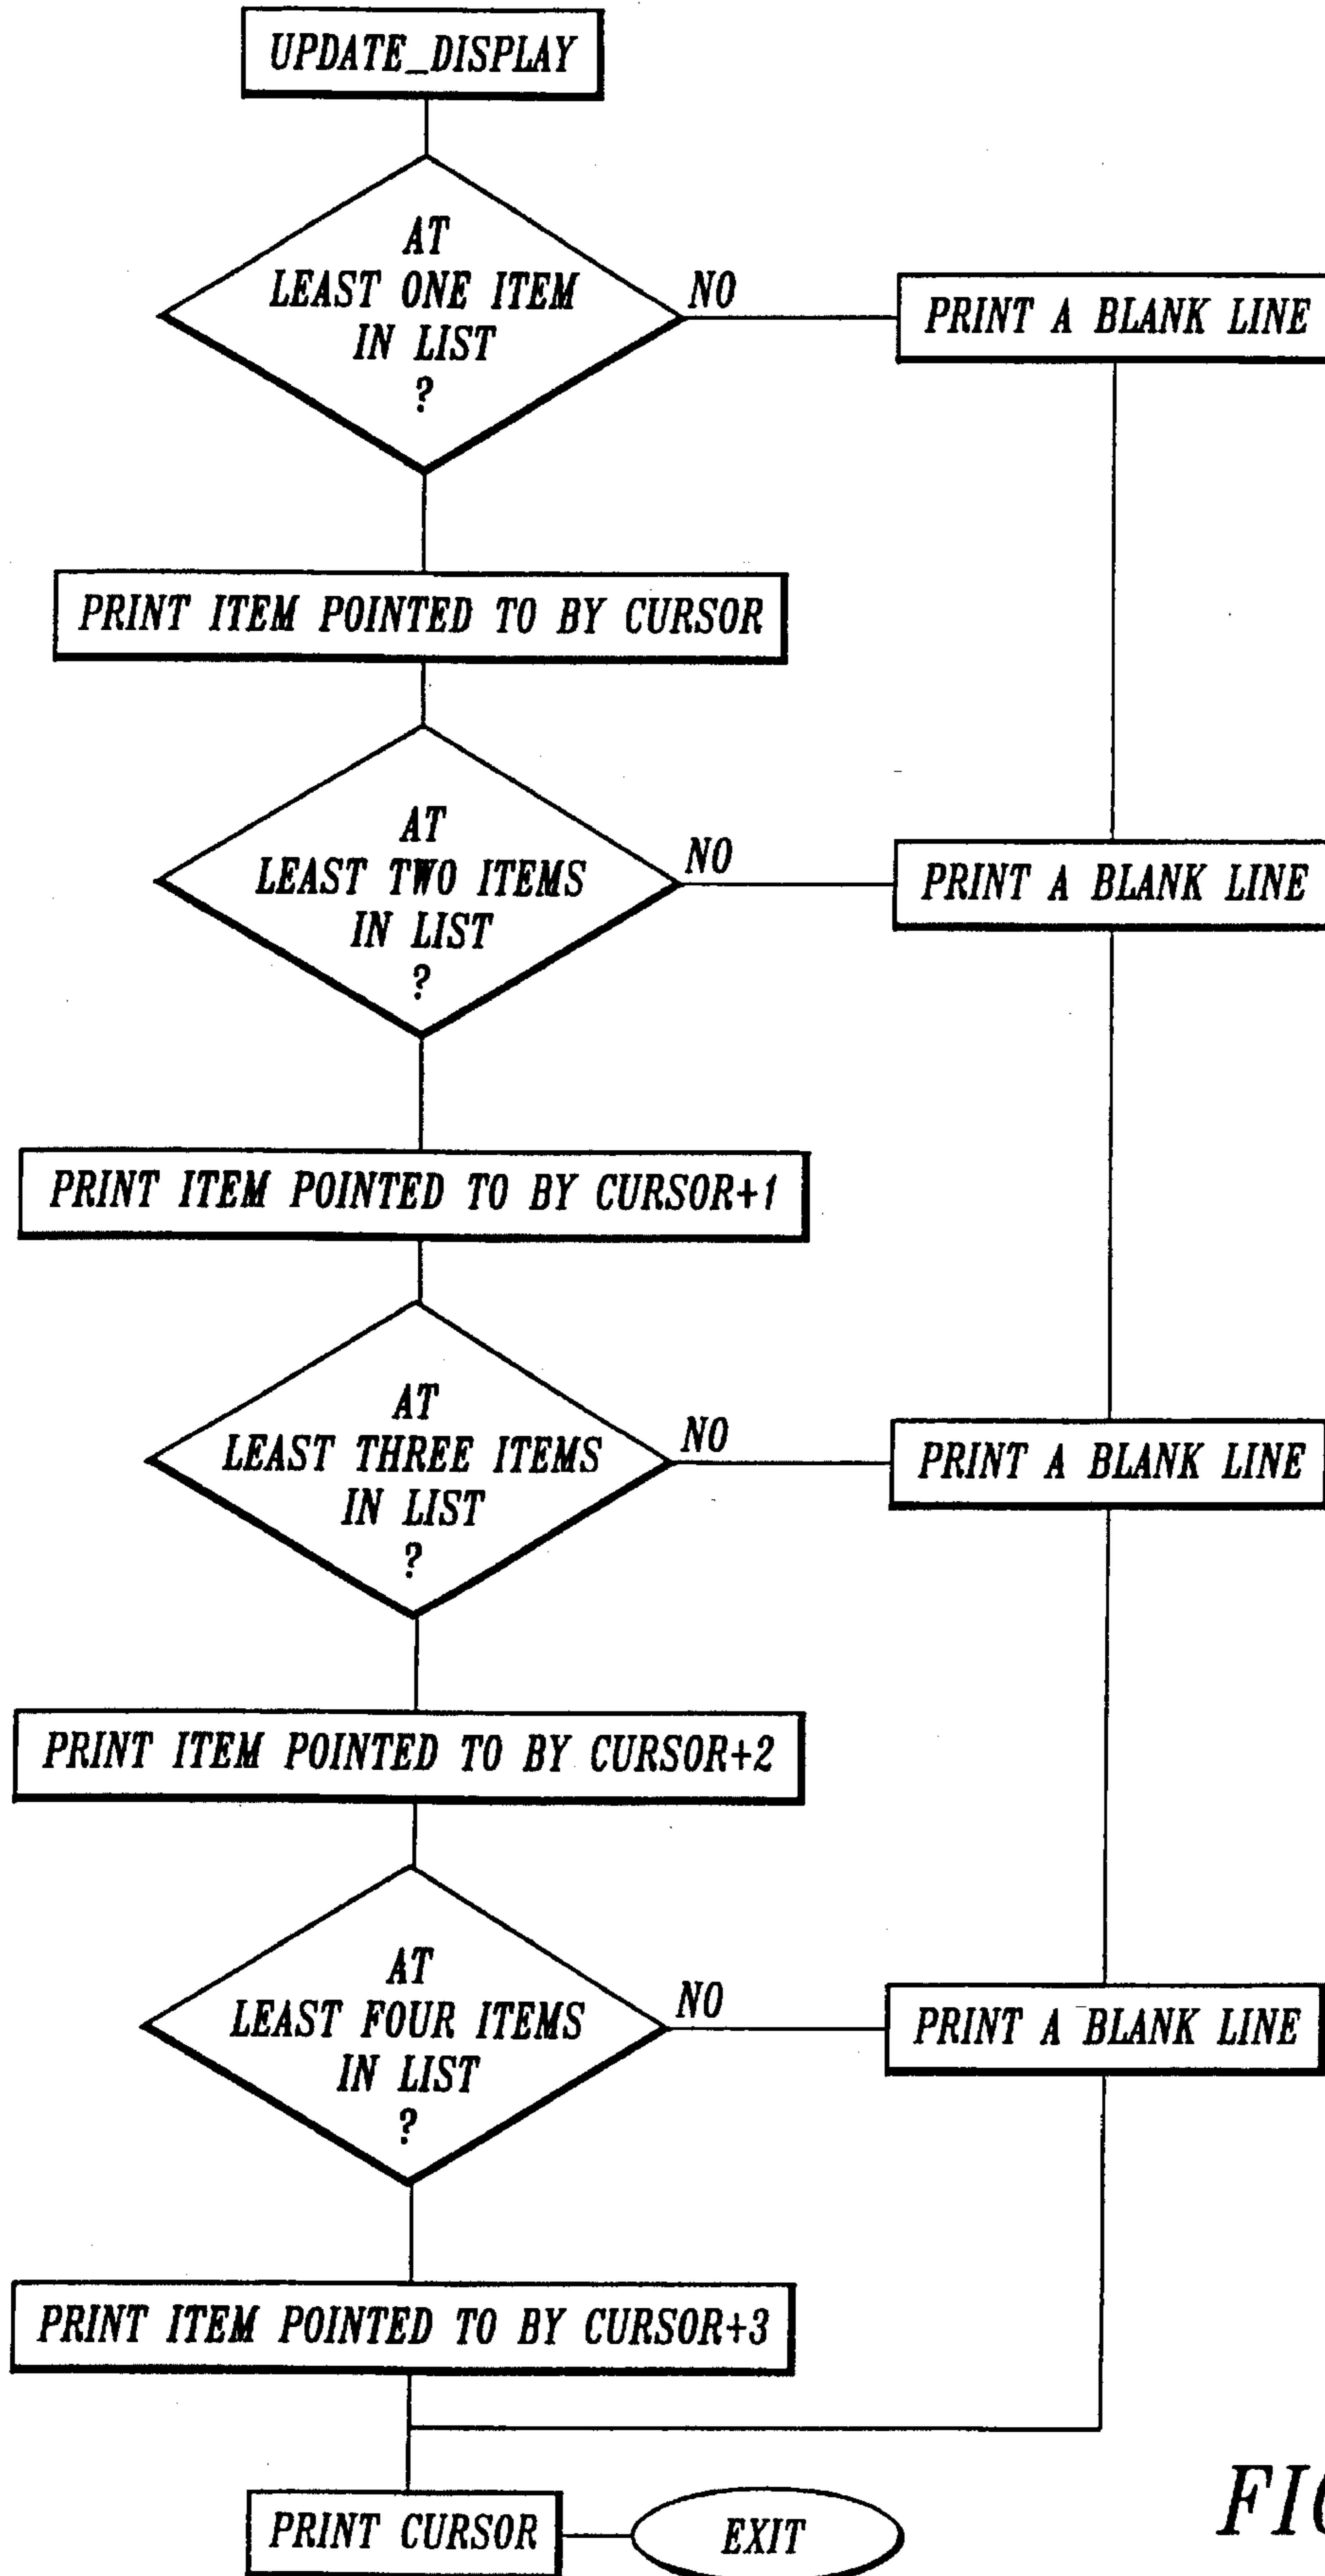 UPDATE_DISPLAY
AT
LEAST ONE ITEM
IN LIST
?
NO
PRINT A BLANK LINE
PRINT ITEM POINTED TO BY CURSOR
AT
LEAST TWO ITEMS
IN LIST
?
NO
PRINT A BLANK LINE
PRINT ITEM POINTED TO BY CURSOR+1
AT
LEAST THREE ITEMS
IN LIST
?
NO
PRINT A BLANK LINE
PRINT ITEM POINTED TO BY CURSOR+2
AT
LEAST FOUR ITEMS
IN LIST
?
NO
PRINT A BLANK LINE
PRINT ITEM POINTED TO BY CURSOR+3
PRINT CURSOR
EXIT